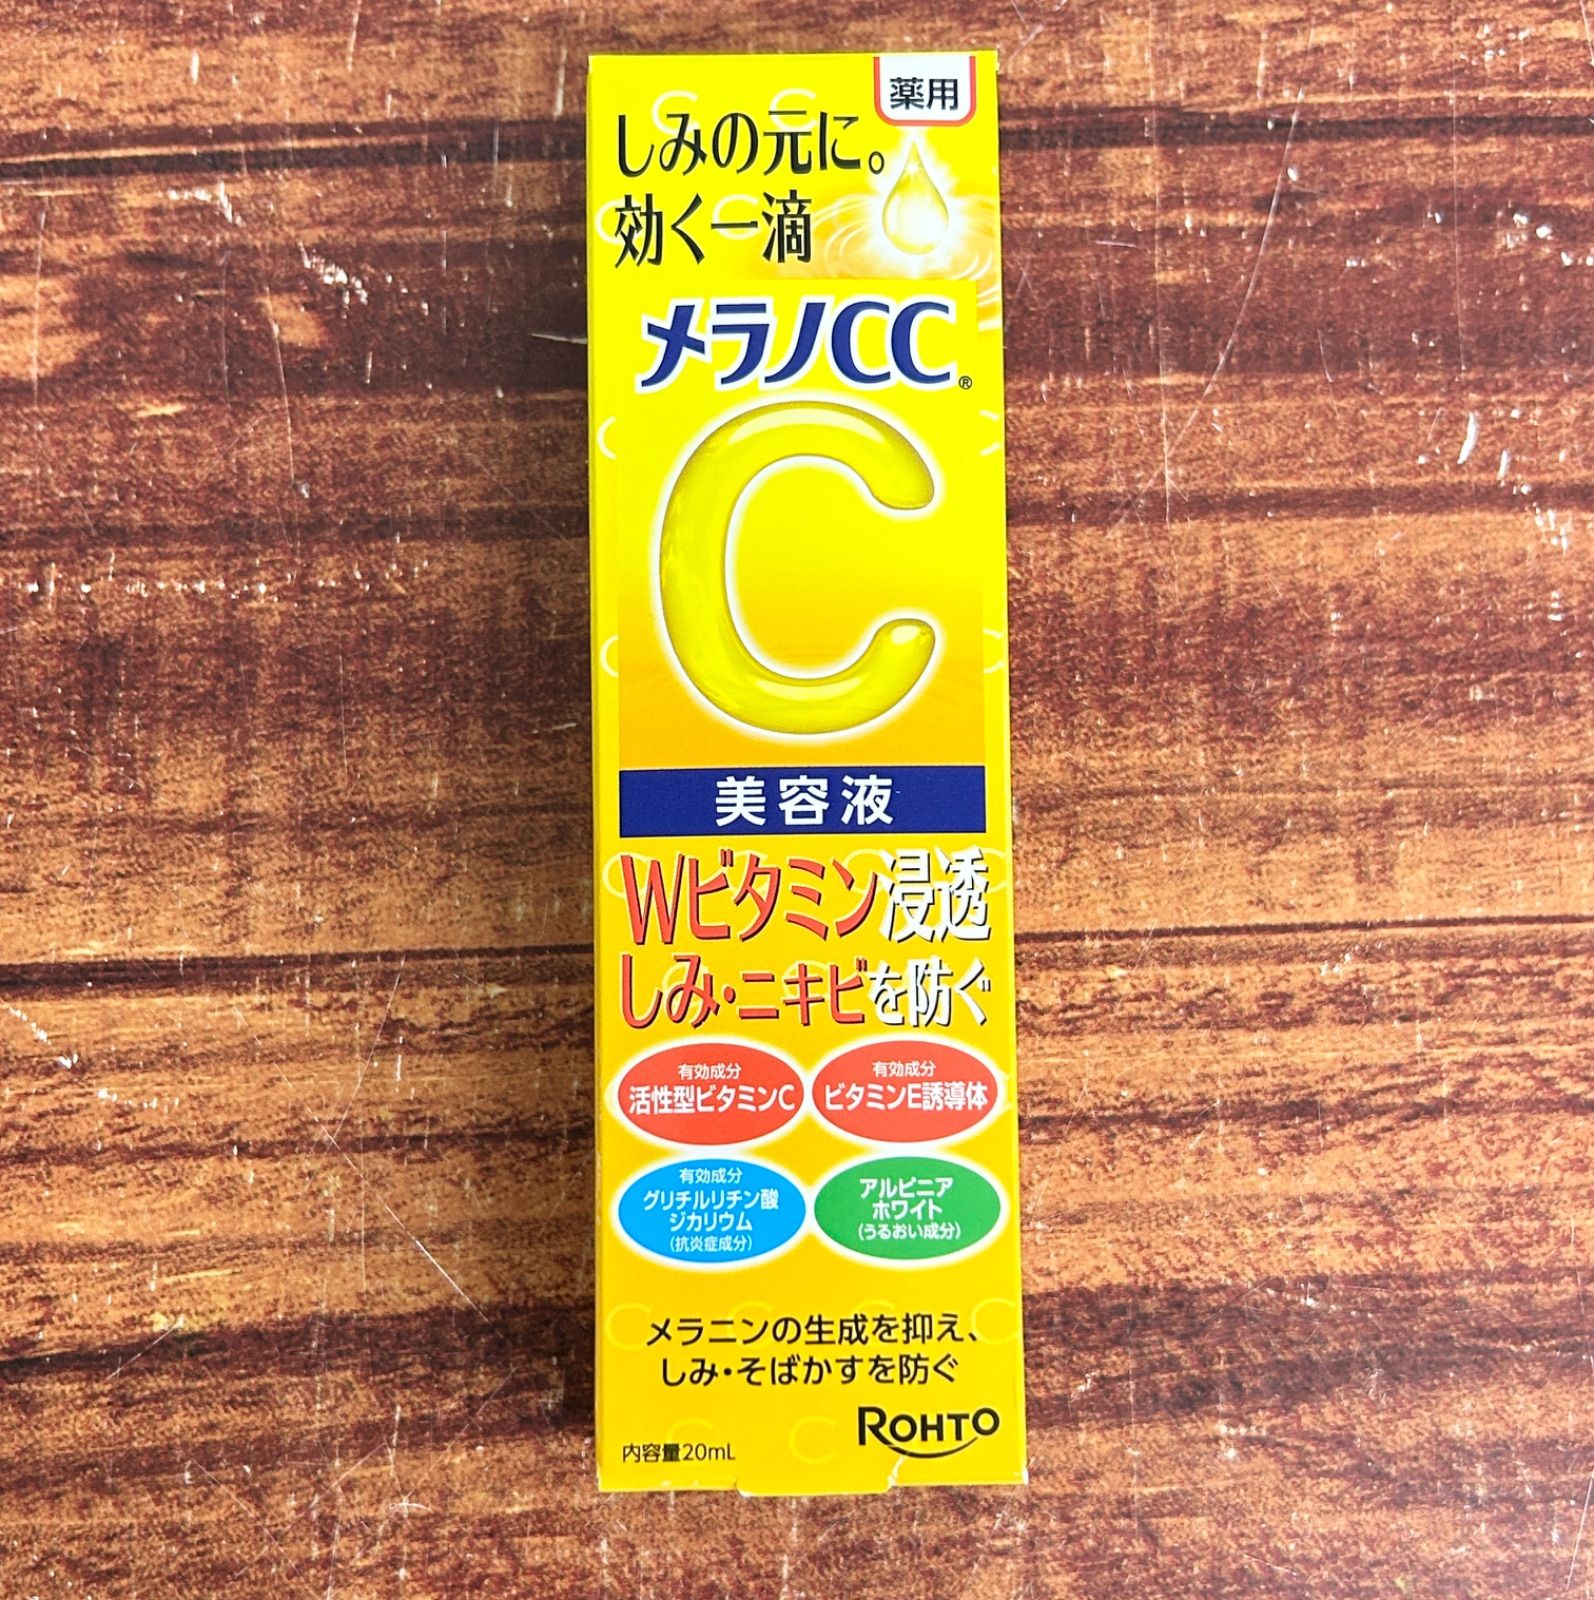 薬用
しみの元に。
効く一滴
メラノCC®
C
美容液
Wビタミン浸透
しみ・ニキビを防ぐ
有効成分
活性型ビタミンC
有効成分
ビタミンE誘導体
有効成分
グリチルリチン酸
ジカリウム
(抗炎症成分)
アルピニア
ホワイト
(うるおい成分)
メラニンの生成を抑え、
しみ・そばかすを防ぐ
ROHTO
内容量20mL